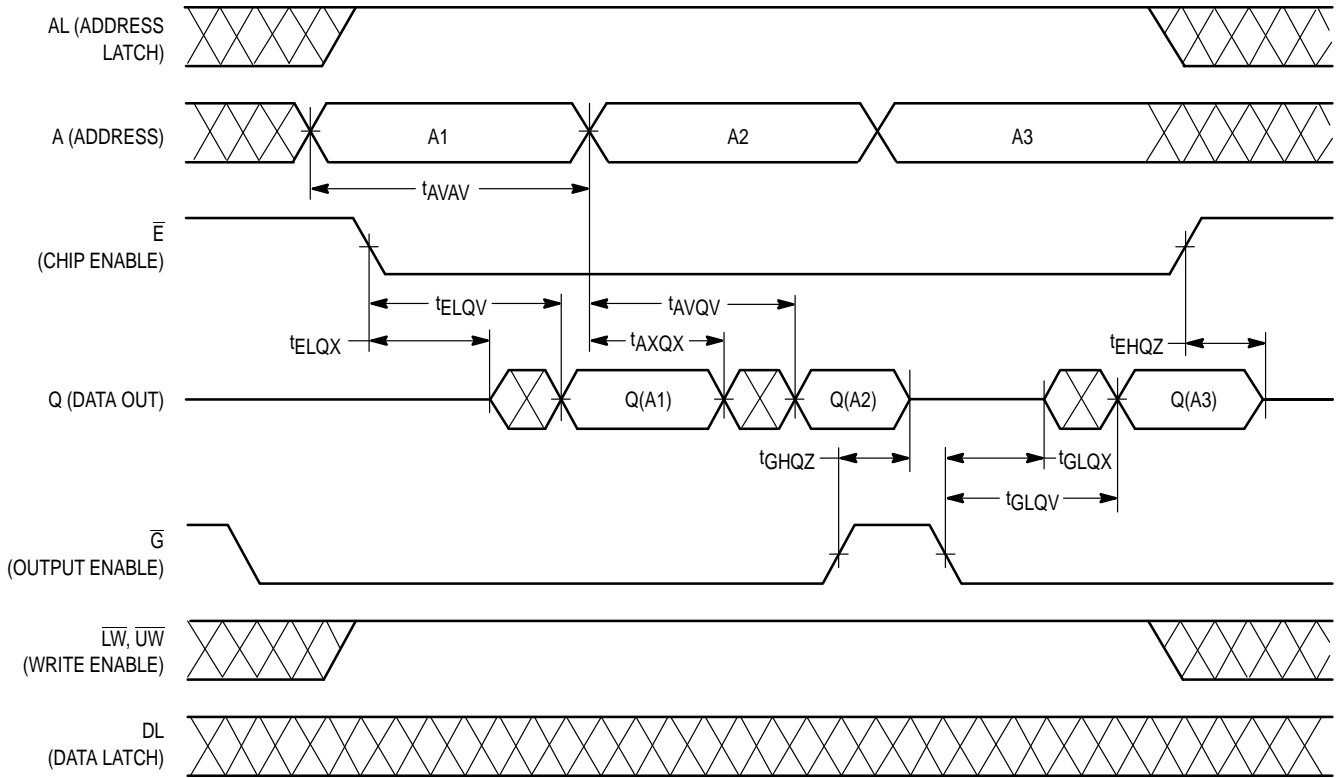 AL (ADDRESS
LATCH)
A (ADDRESS)
A1
A2
A3
tAVAV
E
(CHIP ENABLE)
tELQV
tAVQV
tELQX
tAXQX
tEHQZ
Q (DATA OUT)
Q(A1)
Q(A2)
Q(A3)
tGHQZ
tGLQX
tGLQV
G
(OUTPUT ENABLE)
LW, UW
(WRITE ENABLE)
DL
(DATA LATCH)